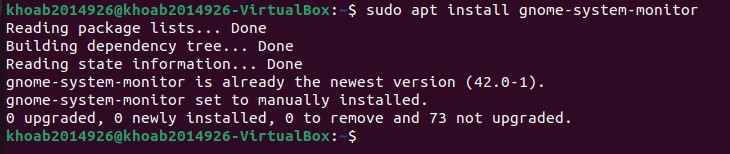 khoab2014926@khoab2014926-VirtualBox:~$ sudo apt install gnome-system-monitor
Reading package lists... Done
Building dependency tree... Done
Reading state information... Done
gnome-system-monitor is already the newest version (42.0-1).
gnome-system-monitor set to manually installed.
0 upgraded, 0 newly installed, 0 to remove and 73 not upgraded.
khoab2014926@khoab2014926-VirtualBox:~$